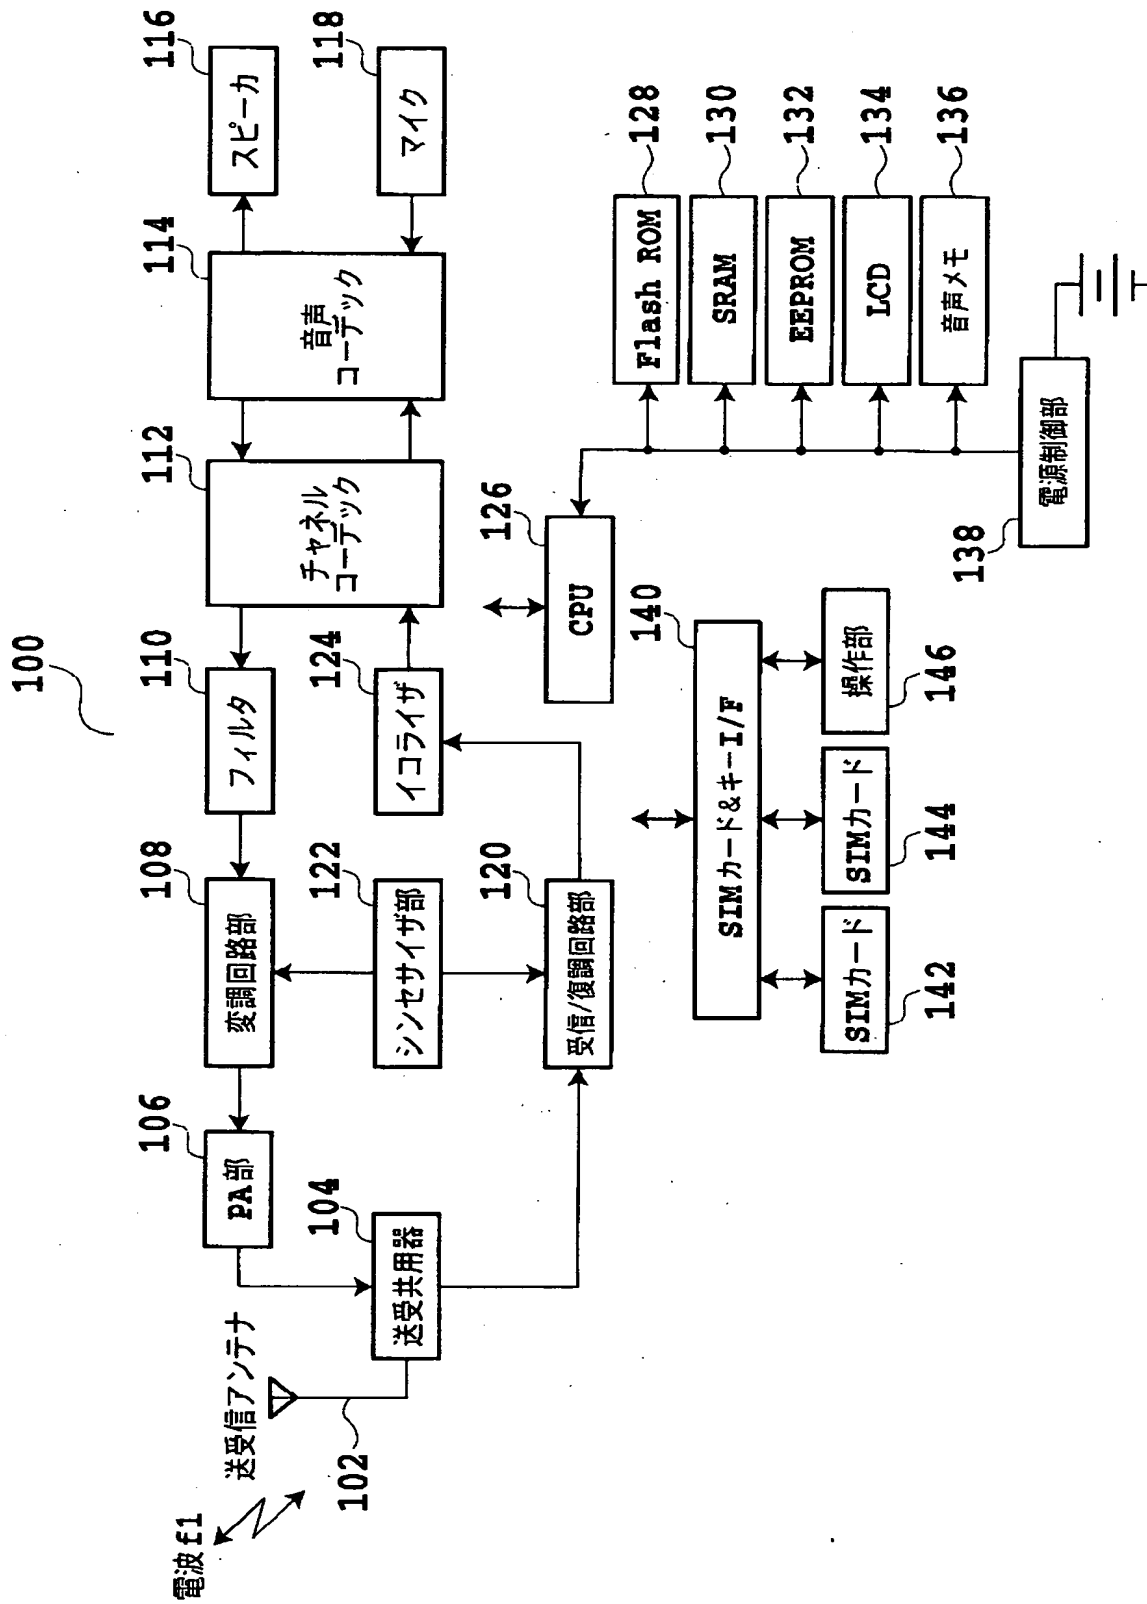 100
電波f1
送受信アンテナ
102
送受共用器
104
PA部
106
変調回路部
108
フィルタ
110
チャネル
コーデック
112
音声
コーデック
114
スピーカ
116
マイク
118
受信/復調回路部
120
シンセサイザ部
122
イコライザ
124
CPU
126
Flash ROM
128
SRAM
130
EEPROM
132
LCD
134
音声メモ
136
電源制御部
138
SIMカード&キーI/F
140
SIMカード
142
SIMカード
144
操作部
146